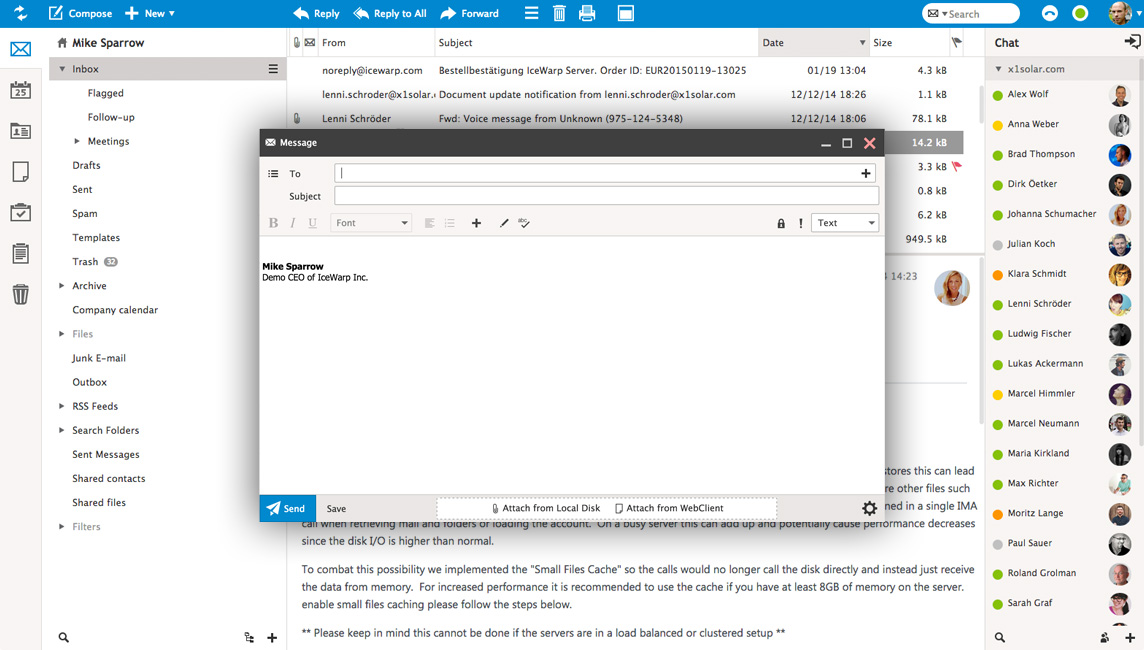 Compose
New
Reply
Reply to All
Forward
Search
Mike Sparrow
Inbox
Flagged
Follow-up
Meetings
Drafts
Sent
Spam
Templates
Trash 32
Archive
Company calendar
Files
Junk E-mail
Outbox
RSS Feeds
Search Folders
Sent Messages
Shared contacts
Shared files
Filters
25
From Subject Date Size
noreply@icewarp.com Bestellbestätigung IceWarp Server. Order ID: EUR20150119-13025 01/19 13:04 4.3 kB
lenni.schroder@x1solar. Document update notification from lenni.schroder@x1solar.com 12/12/14 18:26 1.1 kB
Lenni Schröder Fwd: Voice message from Unknown (975-124-5348) 12/12/14 18:06 78.1 kB
14.2 kB
3.3 kB
0.8 kB
6.2 kB
949.5 kB
Message
To
Subject
B I U Font Text
Mike Sparrow
Demo CEO of IceWarp Inc.
Send Save Attach from Local Disk Attach from WebClient
14:23
stores this can lead
other files such
in a single IMA
call when retrieving mail and folders or loading the account. On a busy server this can add up and potentially cause performance decreases
since the disk I/O is higher than normal.
To combat this possibility we implemented the "Small Files Cache" so the calls would no longer call the disk directly and instead just receive
the data from memory. For increased performance it is recommended to use the cache if you have at least 8GB of memory on the server.
enable small files caching please follow the steps below.
** Please keep in mind this cannot be done if the servers are in a load balanced or clustered setup **
Chat
x1solar.com
Alex Wolf
Anna Weber
Brad Thompson
Dirk Öetker
Johanna Schumacher
Julian Koch
Klara Schmidt
Lenni Schröder
Ludwig Fischer
Lukas Ackermann
Marcel Himmler
Marcel Neumann
Maria Kirkland
Max Richter
Moritz Lange
Paul Sauer
Roland Grolman
Sarah Graf